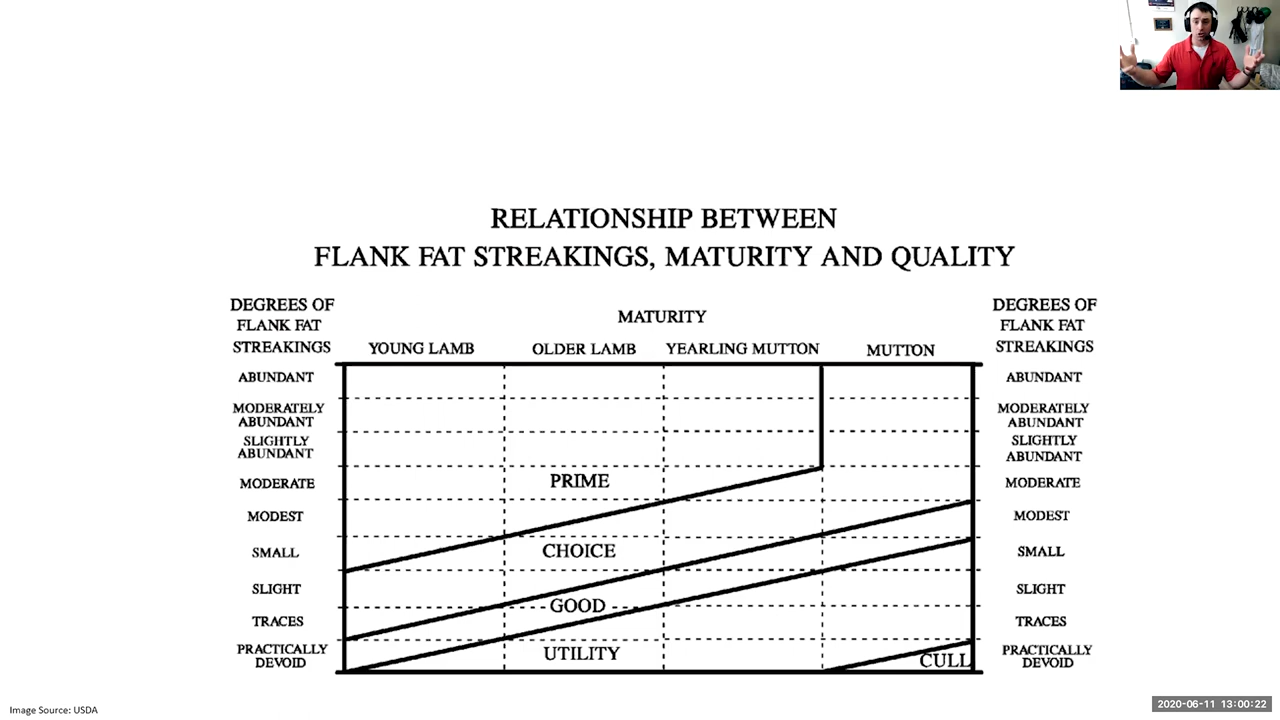 RELATIONSHIP BETWEEN
FLANK FAT STREAKINGS, MATURITY AND QUALITY
DEGREES OF
FLANK FAT
STREAKINGS
MATURITY
DEGREES OF
FLANK FAT
STREAKINGS
YOUNG LAMB
OLDER LAMB
YEARLING MUTTON
MUTTON
ABUNDANT
MODERATELY
ABUNDANT
SLIGHTLY
ABUNDANT
MODERATE
MODEST
SMALL
SLIGHT
TRACES
PRACTICALLY
DEVOID
PRIME
CHOICE
GOOD
UTILITY
CULL
ABUNDANT
MODERATELY
ABUNDANT
SLIGHTLY
ABUNDANT
MODERATE
MODEST
SMALL
SLIGHT
TRACES
PRACTICALLY
DEVOID
Image Source: USDA
2020-06-11 13:00:22